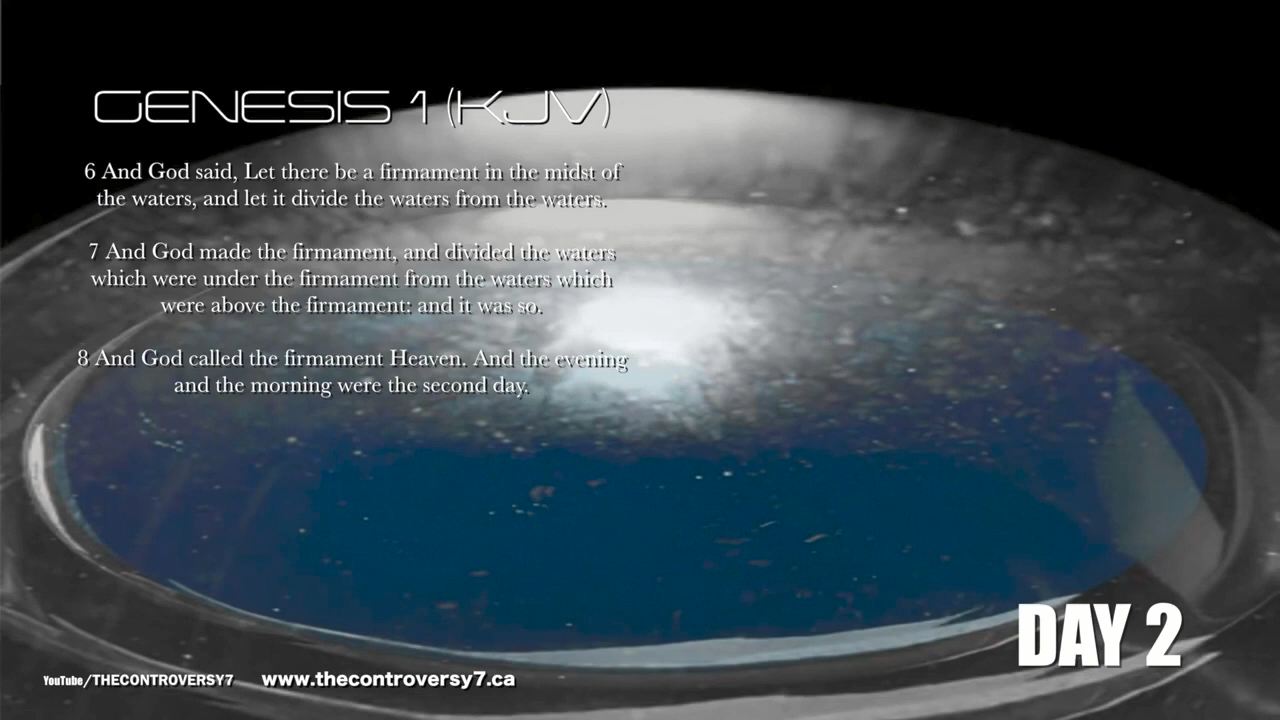 GENESIS 1 (KJV)
6 And God said, Let there be a firmament in the midst of
the waters, and let it divide the waters from the waters.
7 And God made the firmament, and divided the waters
which were under the firmament from the waters which
were above the firmament: and it was so.
8 And God called the firmament Heaven. And the evening
and the morning were the second day.
DAY 2
YouTube/THECONTROVERSY7 www.thecontroversy7.ca